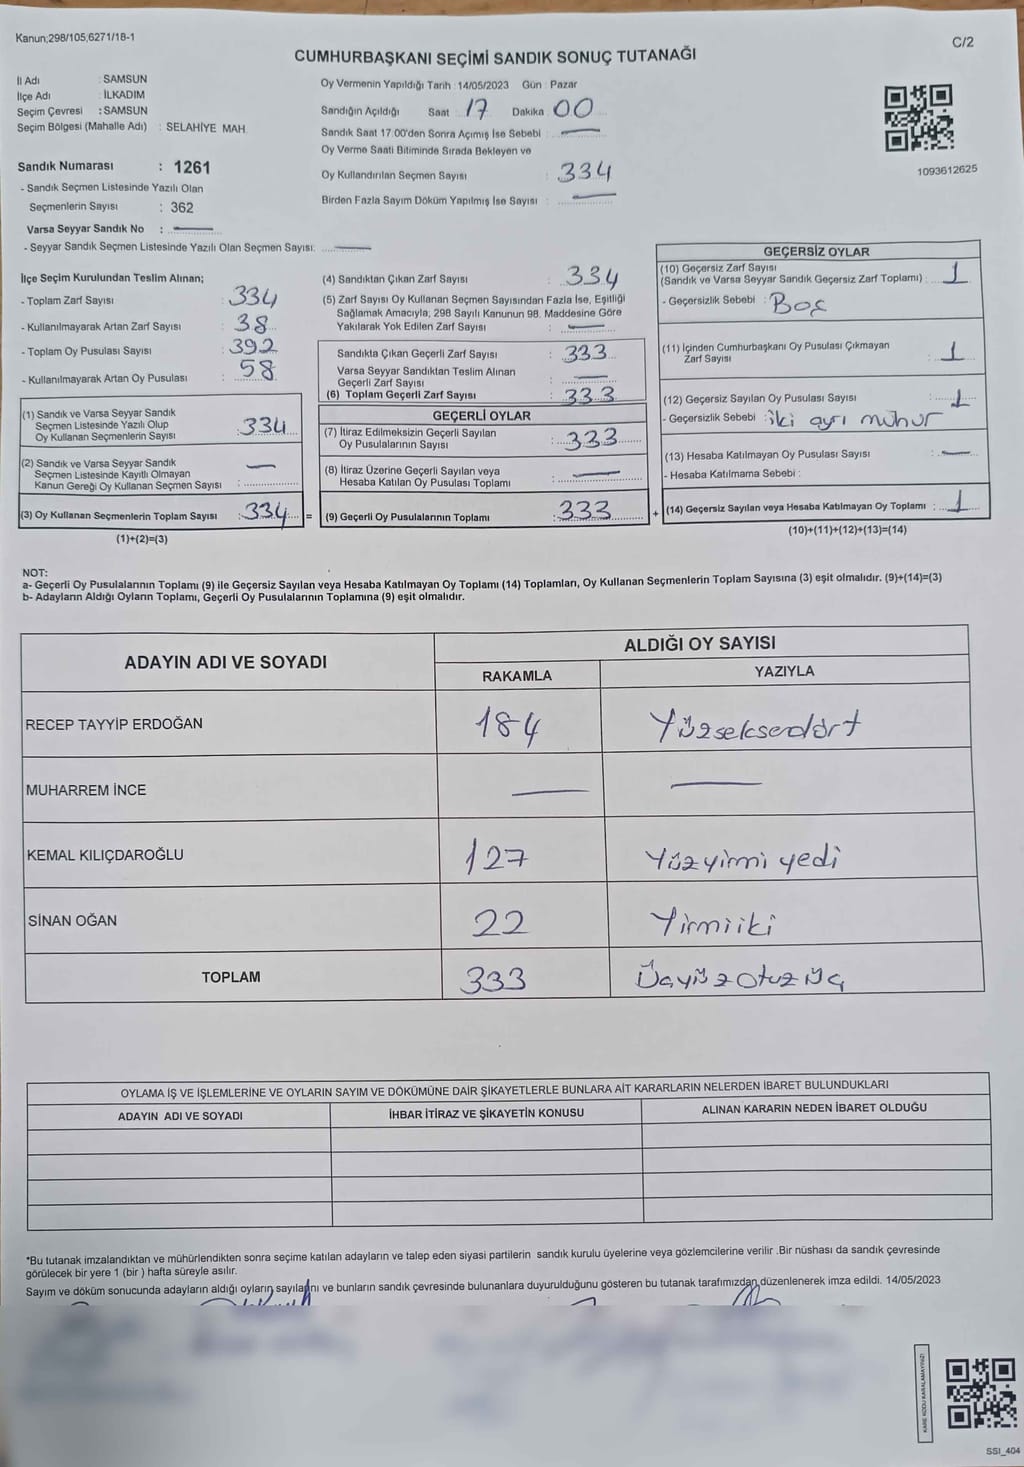 Kanun;298/105,6271/18-1
C/2
CUMHURBAŞKANI SEÇİMİ SANDIK SONUÇ TUTANAĞI
İl Adı : SAMSUN
İlçe Adı : İLKADIM
Seçim Çevresi : SAMSUN
Seçim Bölgesi (Mahalle Adı) : SELAHİYE MAH.
Sandık Numarası : 1261
- Sandık Seçmen Listesinde Yazılı Olan
Seçmenlerin Sayısı : 362
Varsa Seyyar Sandık No : —
- Seyyar Sandık Seçmen Listesinde Yazılı Olan Seçmen Sayısı: —
Oy Vermenin Yapıldığı Tarih : 14/05/2023 Gün : Pazar
Sandığın Açıldığı Saat 17 Dakika 00
Sandık Saat 17.00'den Sonra Açımış İse Sebebi : —
Oy Verme Saati Bitiminde Sırada Bekleyen ve
Oy Kullandırılan Seçmen Sayısı : 334
Birden Fazla Sayım Döküm Yapılmış İse Sayısı : —
1093612625
İlçe Seçim Kurulundan Teslim Alınan;
- Toplam Zarf Sayısı : 334
- Kullanılmayarak Artan Zarf Sayısı : 38
- Toplam Oy Pusulası Sayısı : 392
- Kullanılmayarak Artan Oy Pusulası : 58
(1) Sandık ve Varsa Seyyar Sandık
Seçmen Listesinde Yazılı Olup
Oy Kullanan Seçmenlerin Sayısı : 334
(2) Sandık ve Varsa Seyyar Sandık
Seçmen Listesinde Kayıtlı Olmayan
Kanun Gereği Oy Kullanan Seçmen Sayısı : —
(3) Oy Kullanan Seçmenlerin Toplam Sayısı : 334 =
(1)+(2)=(3)
(4) Sandıktan Çıkan Zarf Sayısı : 334
(5) Zarf Sayısı Oy Kullanan Seçmen Sayısından Fazla İse, Eşitliği
Sağlamak Amacıyla, 298 Sayılı Kanunun 98. Maddesine Göre
Yakılarak Yok Edilen Zarf Sayısı : —
Sandıkta Çıkan Geçerli Zarf Sayısı : 333
Varsa Seyyar Sandıktan Teslim Alınan
Geçerli Zarf Sayısı : —
(6) Toplam Geçerli Zarf Sayısı : 333
GEÇERLİ OYLAR
(7) İtiraz Edilmeksizin Geçerli Sayılan
Oy Pusulalarının Sayısı : 333
(8) İtiraz Üzerine Geçerli Sayılan veya
Hesaba Katılan Oy Pusulası Toplamı : —
(9) Geçerli Oy Pusulalarının Toplamı : 333 +
GEÇERSİZ OYLAR
(10) Geçersiz Zarf Sayısı
(Sandık ve Varsa Seyyar Sandık Geçersiz Zarf Toplamı) : 1
- Geçersizlik Sebebi : Boş
(11) İçinden Cumhurbaşkanı Oy Pusulası Çıkmayan
Zarf Sayısı : 1
(12) Geçersiz Sayılan Oy Pusulası Sayısı : 1
- Geçersizlik Sebebi : iki ayrı mühür
(13) Hesaba Katılmayan Oy Pusulası Sayısı : —
- Hesaba Katılmama Sebebi :
(14) Geçersiz Sayılan veya Hesaba Katılmayan Oy Toplamı : 1
(10)+(11)+(12)+(13)=(14)
NOT:
a- Geçerli Oy Pusulalarının Toplamı (9) ile Geçersiz Sayılan veya Hesaba Katılmayan Oy Toplamı (14) Toplamları, Oy Kullanan Seçmenlerin Toplam Sayısına (3) eşit olmalıdır. (9)+(14)=(3)
b- Adayların Aldığı Oyların Toplamı, Geçerli Oy Pusulalarının Toplamına (9) eşit olmalıdır.
ADAYIN ADI VE SOYADI
ALDIĞI OY SAYISI
RAKAMLA YAZIYLA
RECEP TAYYİP ERDOĞAN 184 Yüzseksendört
MUHARREM İNCE — —
KEMAL KILIÇDAROĞLU 127 Yüzyirmi yedi
SİNAN OĞAN 22 Yirmiiki
TOPLAM 333 Üçyüzotuzüç
OYLAMA İŞ VE İŞLEMLERİNE VE OYLARIN SAYIM VE DÖKÜMÜNE DAİR ŞİKAYETLERLE BUNLARA AİT KARARLARIN NELERDEN İBARET BULUNDUKLARI
ADAYIN ADI VE SOYADI İHBAR İTİRAZ VE ŞİKAYETİN KONUSU ALINAN KARARIN NEDEN İBARET OLDUĞU
*Bu tutanak imzalandıktan ve mühürlendikten sonra seçime katılan adayların ve talep eden siyasi partilerin sandık kurulu üyelerine veya gözlemcilerine verilir .Bir nüshası da sandık çevresinde
görülecek bir yere 1 (bir ) hafta süreyle asılır.
Sayım ve döküm sonucunda adayların aldığı oyların sayılarını ve bunların sandık çevresinde bulunanlara duyurulduğunu gösteren bu tutanak tarafımızdan düzenlenerek imza edildi. 14/05/2023
KARE KODU KARALAMAYINIZ!
SSI_404